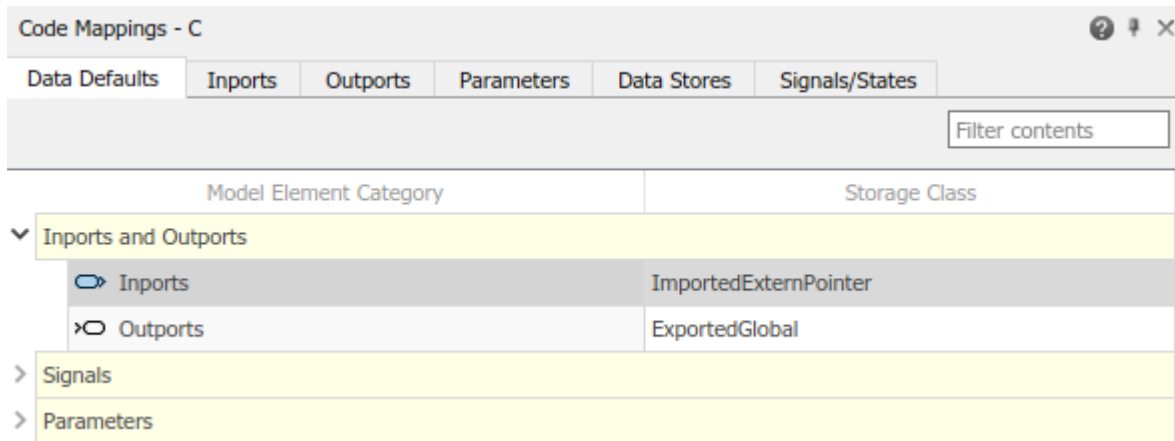 Code Mappings - C
Data Defaults Inports Outports Parameters Data Stores Signals/States
Filter contents
Model Element Category Storage Class
Inports and Outports
Inports ImportedExternPointer
Outports ExportedGlobal
Signals
Parameters